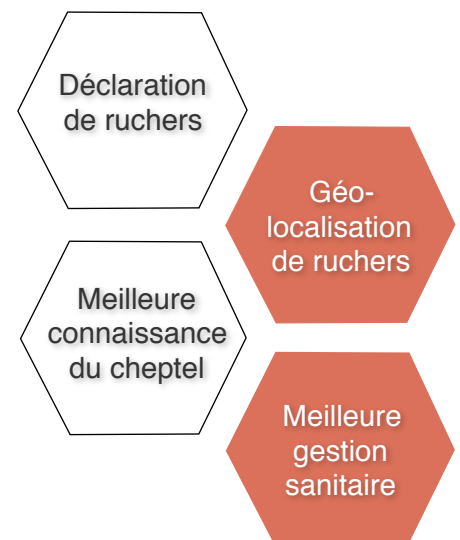 Déclaration
de ruchers
Géo-
localisation
de ruchers
Meilleure
connaissance
du cheptel
Meilleure
gestion
sanitaire